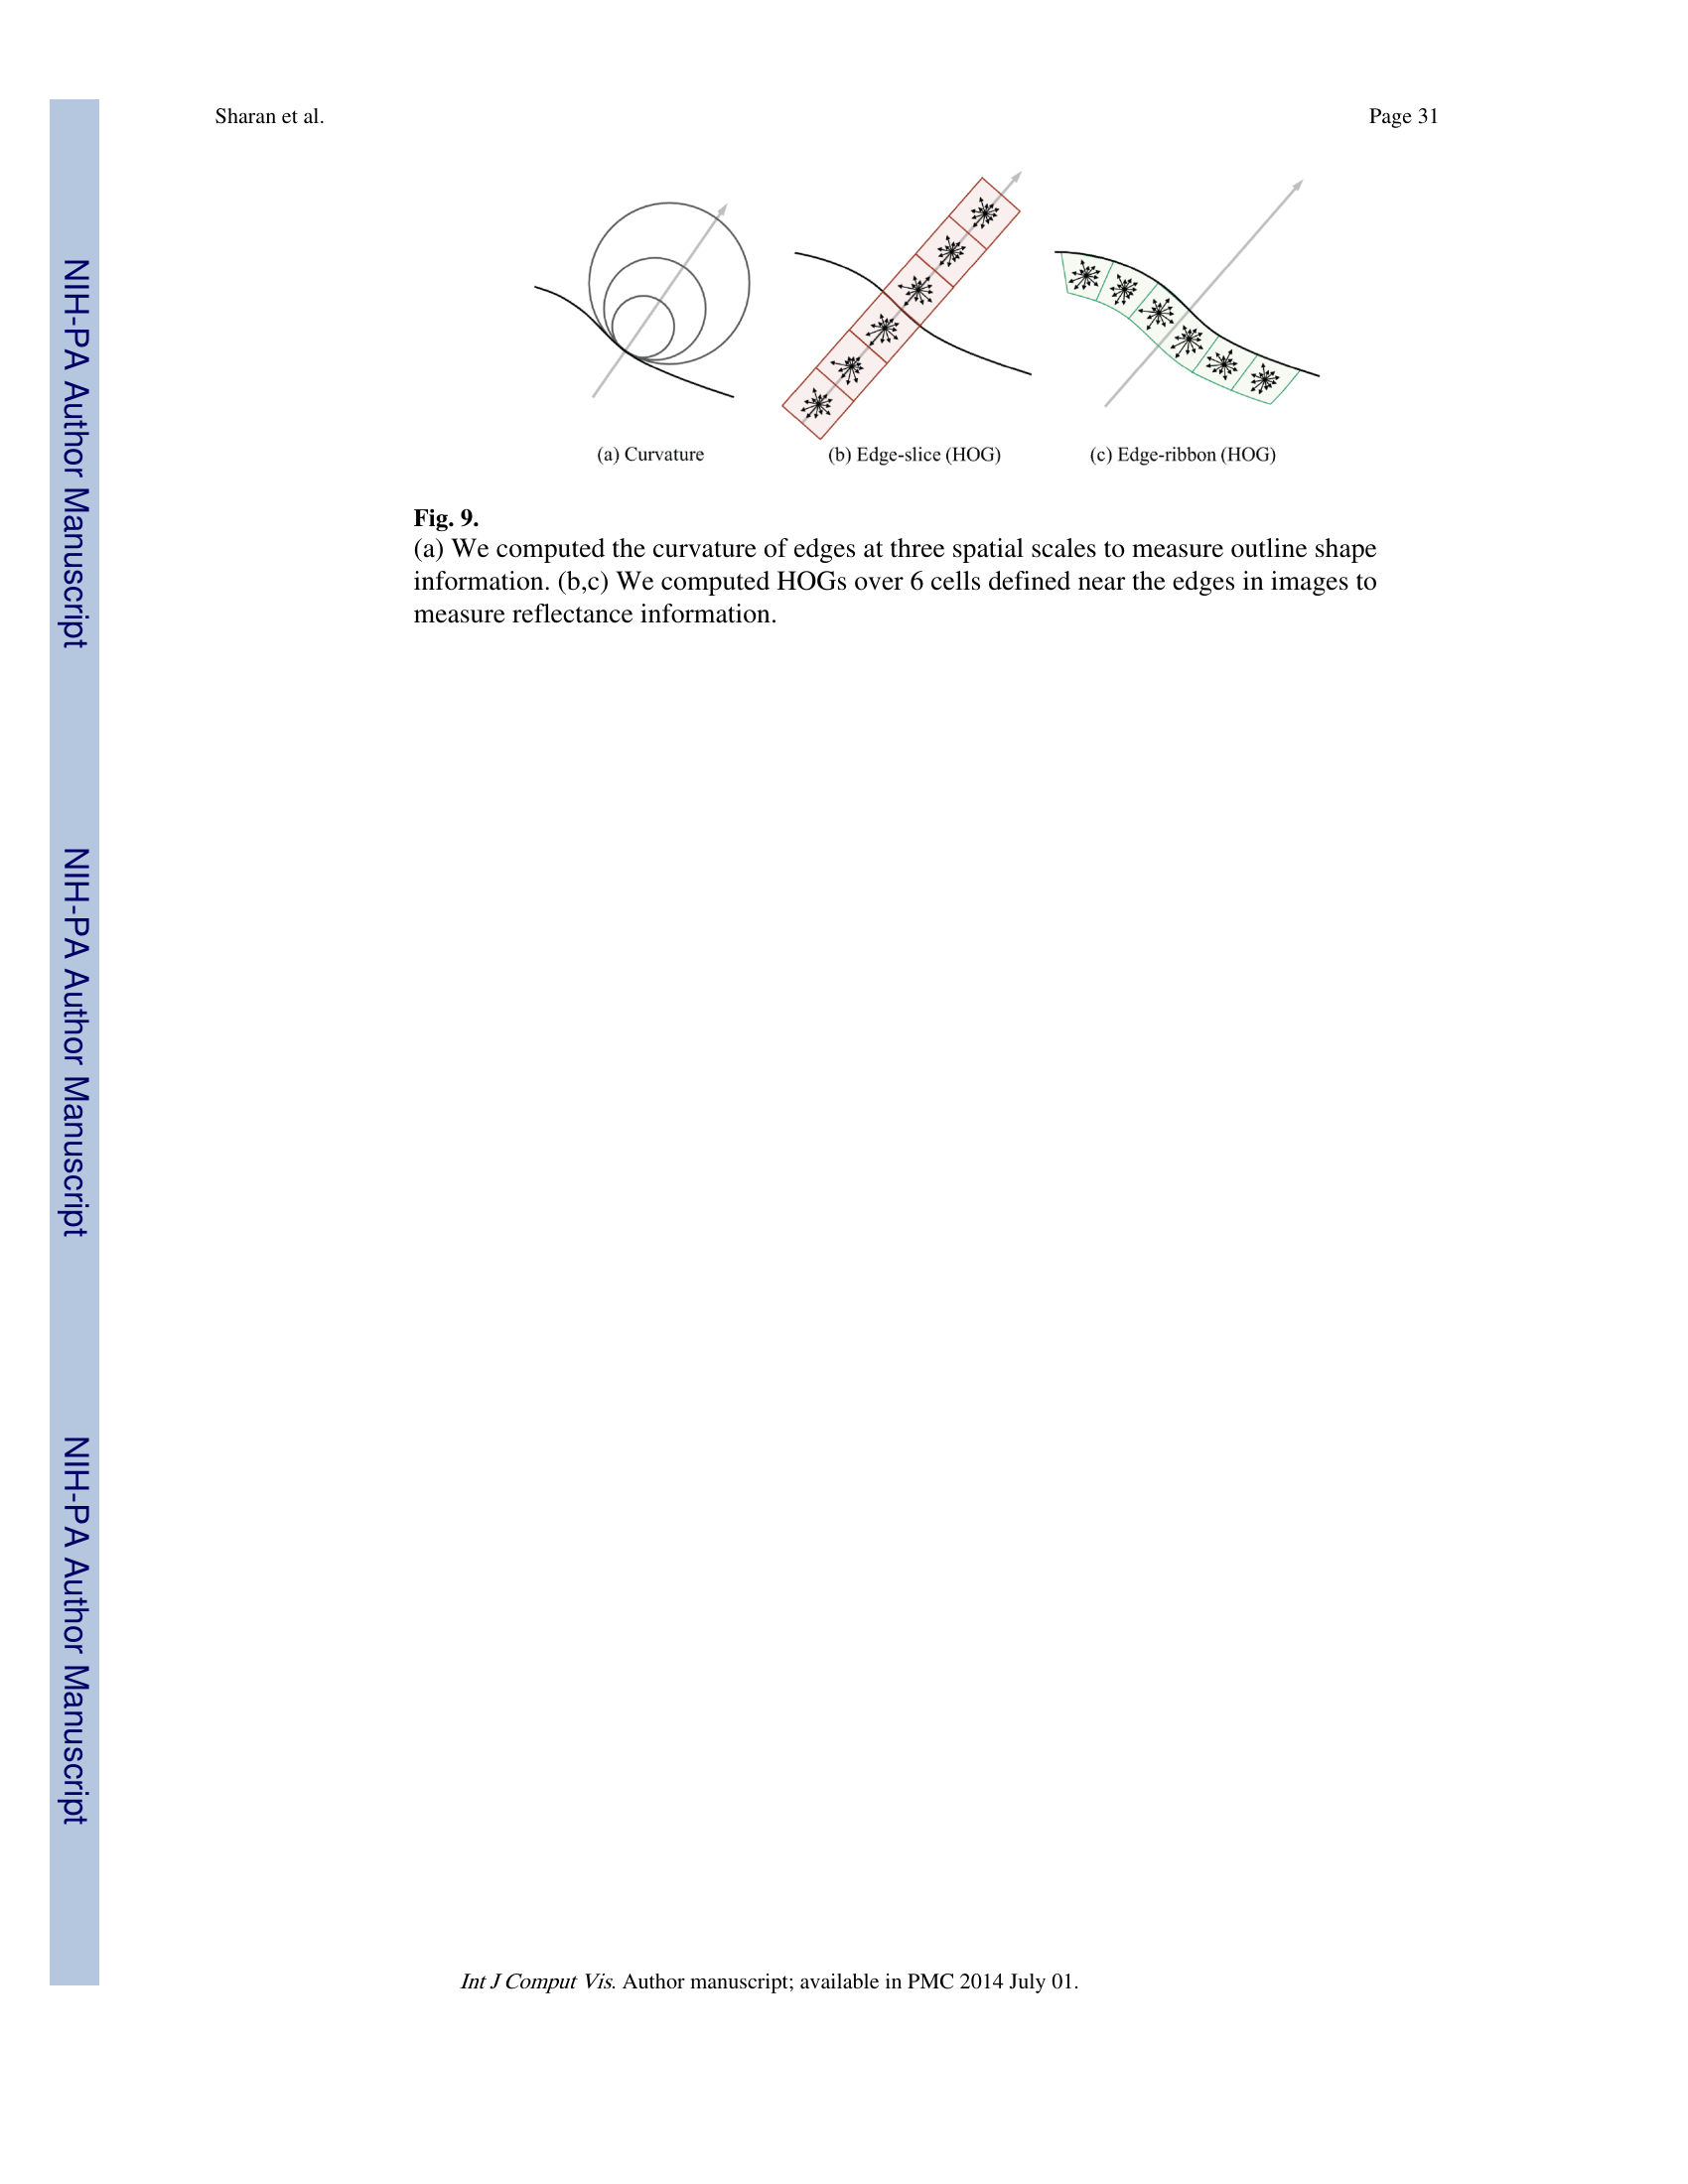 Sharan et al.
Page 31
(a) Curvature
(b) Edge-slice (HOG)
(c) Edge-ribbon (HOG)
Fig. 9.
(a) We computed the curvature of edges at three spatial scales to measure outline shape
information. (b,c) We computed HOGs over 6 cells defined near the edges in images to
measure reflectance information.
NIH-PA Author Manuscript
NIH-PA Author Manuscript
NIH-PA Author Manuscript
Int J Comput Vis. Author manuscript; available in PMC 2014 July 01.